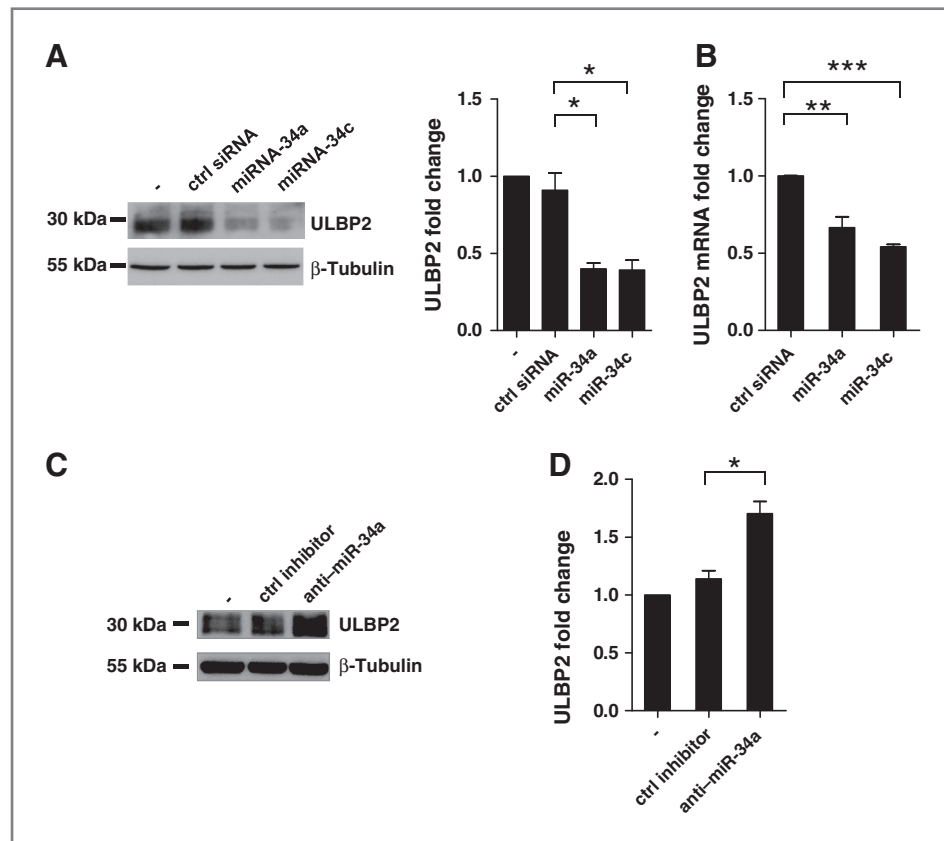 A
-
ctrl siRNA
miRNA-34a
miRNA-34c
30 kDa
ULBP2
55 kDa
β-Tubulin
ULBP2 fold change
1.5
1.0
0.5
0.0
*
*
-
ctrl siRNA
miR-34a
miR-34c
B
ULBP2 mRNA fold change
1.5
1.0
0.5
0.0
***
**
ctrl siRNA
miR-34a
miR-34c
C
-
ctrl inhibitor
anti–miR-34a
30 kDa
ULBP2
55 kDa
β-Tubulin
D
ULBP2 fold change
2.0
1.5
1.0
0.5
0.0
*
-
ctrl inhibitor
anti–miR-34a